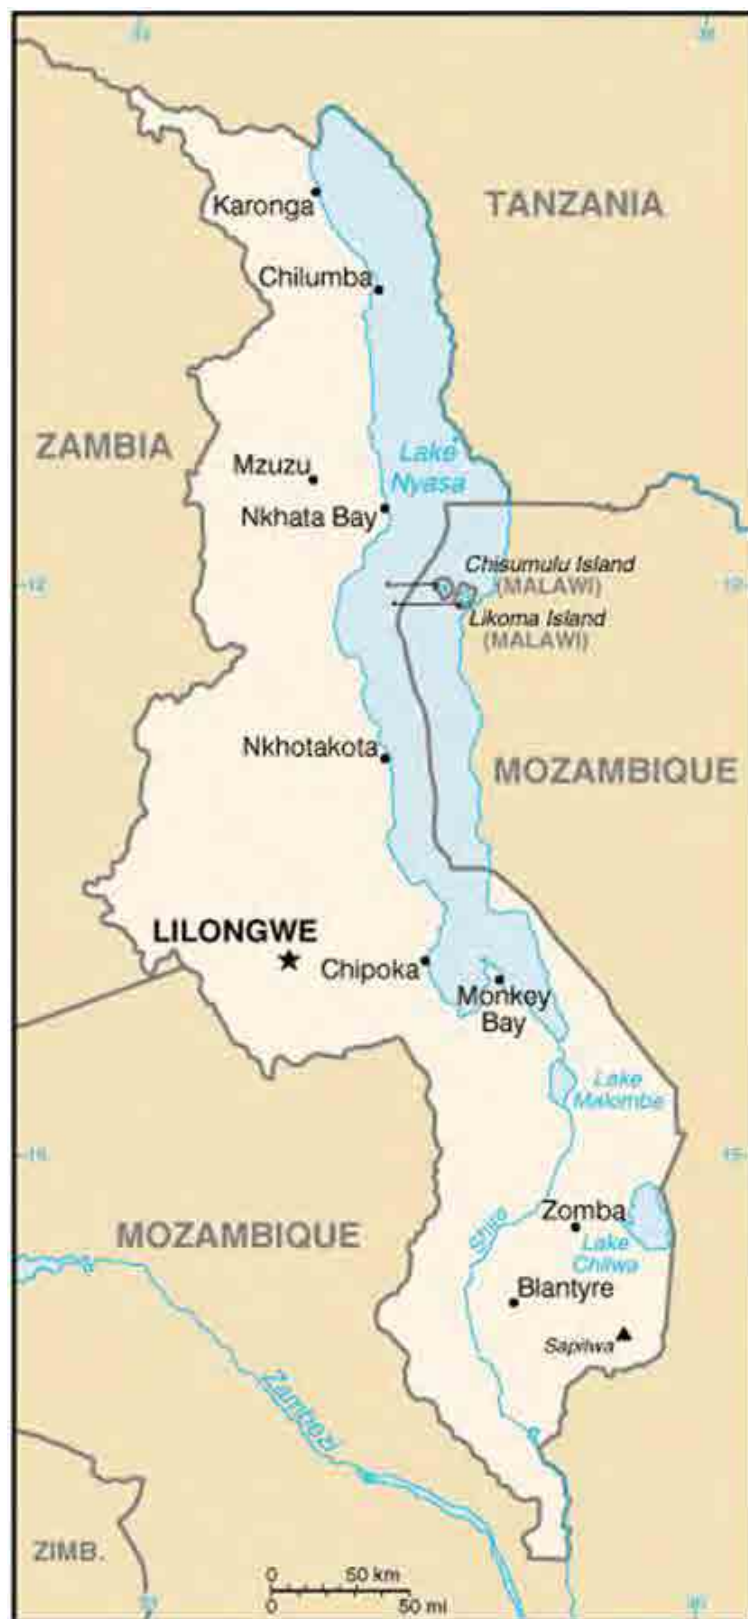 Karonga
TANZANIA
Chilumba
ZAMBIA
Lake
Nyasa
Mzuzu
Nkhata Bay
Chisumulu Island
(MALAWI)
12
Likoma Island
(MALAWI)
Nkhotakota
MOZAMBIQUE
LILONGWE
Chipoka
Monkey
Bay
Lake
Malombe
15
Zomba
Shire
MOZAMBIQUE
Lake
Chilwa
Blantyre
Sapitwa
Zambezi
ZIMB.
0 50 km
0 50 mi